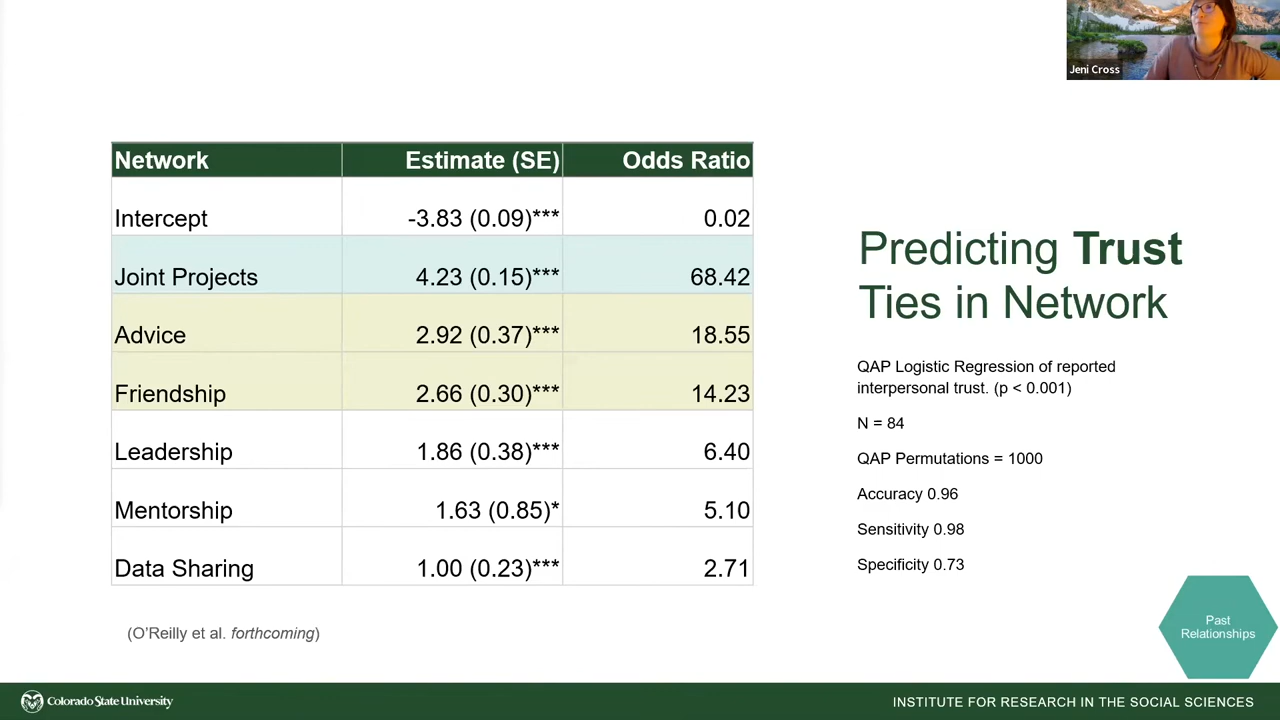 Jeni Cross
Network Estimate (SE) Odds Ratio
Intercept -3.83 (0.09)*** 0.02
Joint Projects 4.23 (0.15)*** 68.42
Advice 2.92 (0.37)*** 18.55
Friendship 2.66 (0.30)*** 14.23
Leadership 1.86 (0.38)*** 6.40
Mentorship 1.63 (0.85)* 5.10
Data Sharing 1.00 (0.23)*** 2.71
(O'Reilly et al. forthcoming)
Predicting Trust
Ties in Network
QAP Logistic Regression of reported
interpersonal trust. (p < 0.001)
N = 84
QAP Permutations = 1000
Accuracy 0.96
Sensitivity 0.98
Specificity 0.73
Past
Relationships
Colorado State University
INSTITUTE FOR RESEARCH IN THE SOCIAL SCIENCES